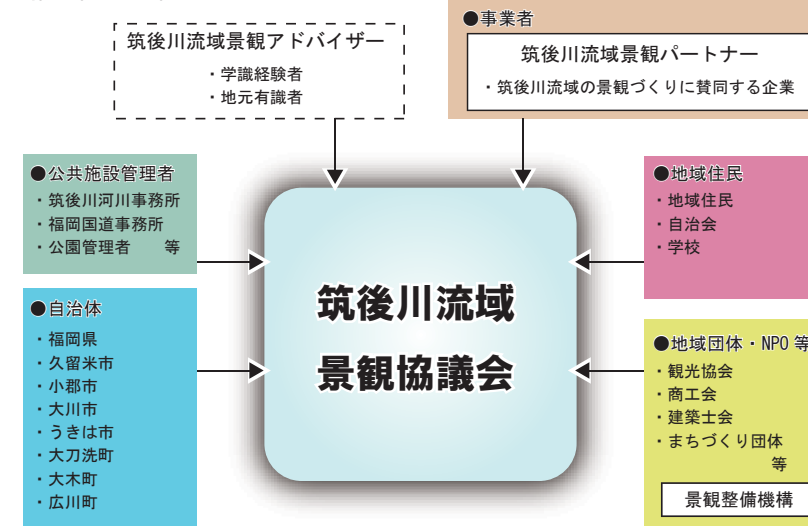 筑後川流域景観アドバイザー
・学識経験者
・地元有識者
●事業者
筑後川流域景観パートナー
・筑後川流域の景観づくりに賛同する企業
●公共施設管理者
・筑後川河川事務所
・福岡国道事務所
・公園管理者　等
●自治体
・福岡県
・久留米市
・小郡市
・大川市
・うきは市
・大刀洗町
・大木町
・広川町
筑後川流域
景観協議会
●地域住民
・地域住民
・自治会
・学校
●地域団体・NPO 等
・観光協会
・商工会
・建築士会
・まちづくり団体
等
景観整備機構